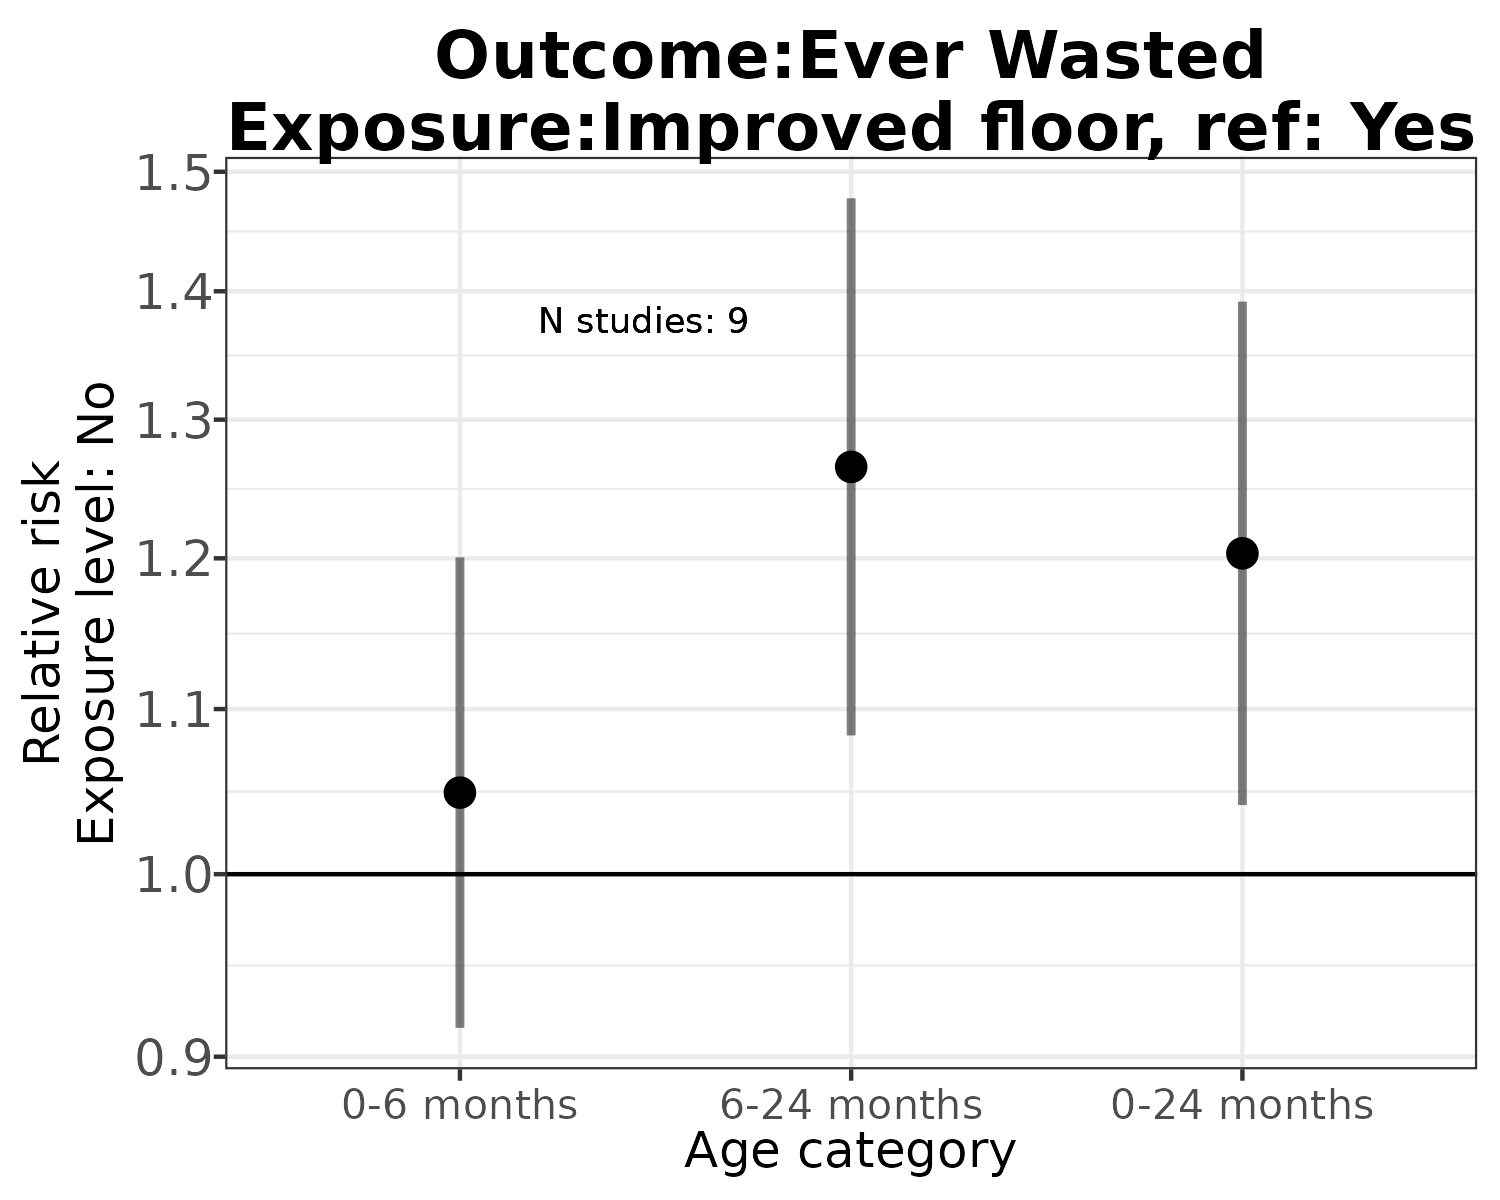 Outcome:Ever Wasted
Exposure:Improved floor, ref: Yes
Relative risk
Exposure level: No
1.5
1.4
1.3
1.2
1.1
1.0
0.9
N studies: 9
0-6 months
6-24 months
0-24 months
Age category